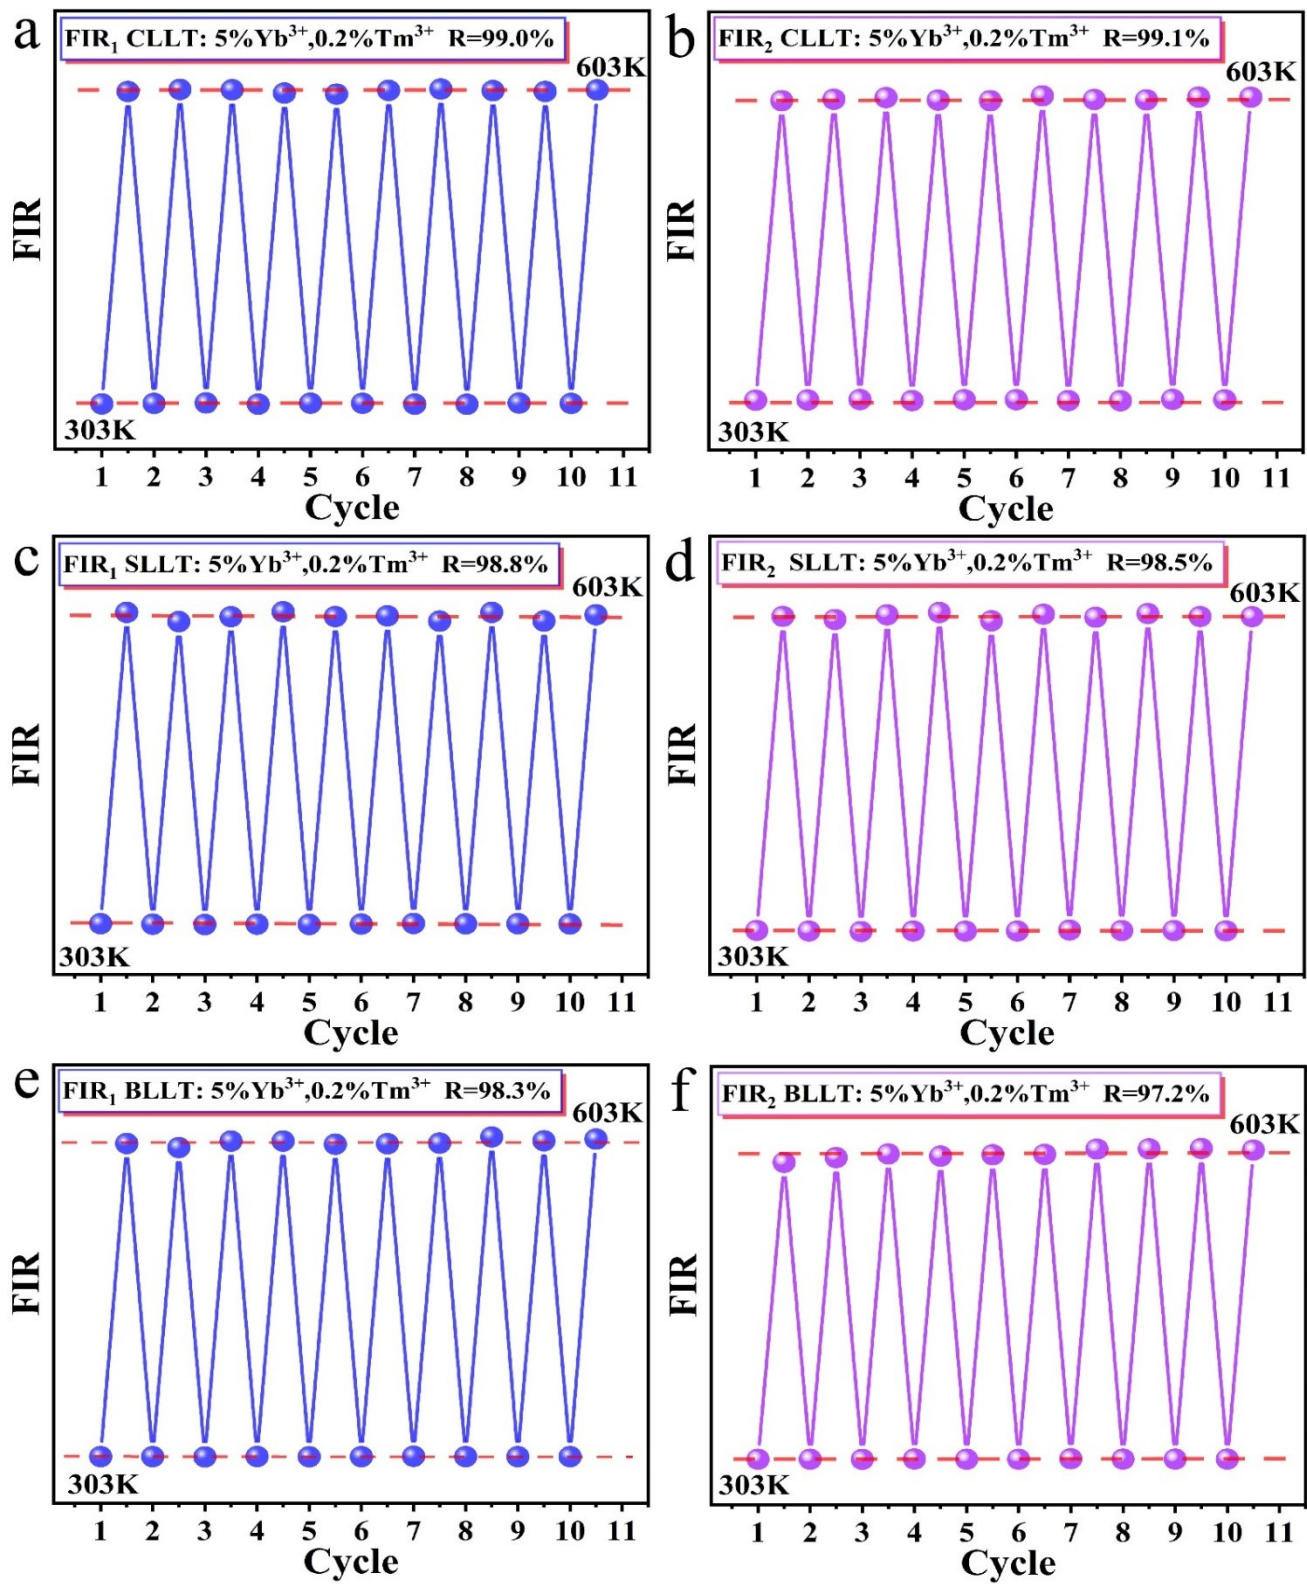 a
FIR₁ CLLT: 5%Yb³⁺,0.2%Tm³⁺ R=99.0%
603K
FIR
303K
1 2 3 4 5 6 7 8 9 10 11
Cycle
b
FIR₂ CLLT: 5%Yb³⁺,0.2%Tm³⁺ R=99.1%
603K
FIR
303K
1 2 3 4 5 6 7 8 9 10 11
Cycle
c
FIR₁ SLLT: 5%Yb³⁺,0.2%Tm³⁺ R=98.8%
603K
FIR
303K
1 2 3 4 5 6 7 8 9 10 11
Cycle
d
FIR₂ SLLT: 5%Yb³⁺,0.2%Tm³⁺ R=98.5%
603K
FIR
303K
1 2 3 4 5 6 7 8 9 10 11
Cycle
e
FIR₁ BLLT: 5%Yb³⁺,0.2%Tm³⁺ R=98.3%
603K
FIR
303K
1 2 3 4 5 6 7 8 9 10 11
Cycle
f
FIR₂ BLLT: 5%Yb³⁺,0.2%Tm³⁺ R=97.2%
603K
FIR
303K
1 2 3 4 5 6 7 8 9 10 11
Cycle